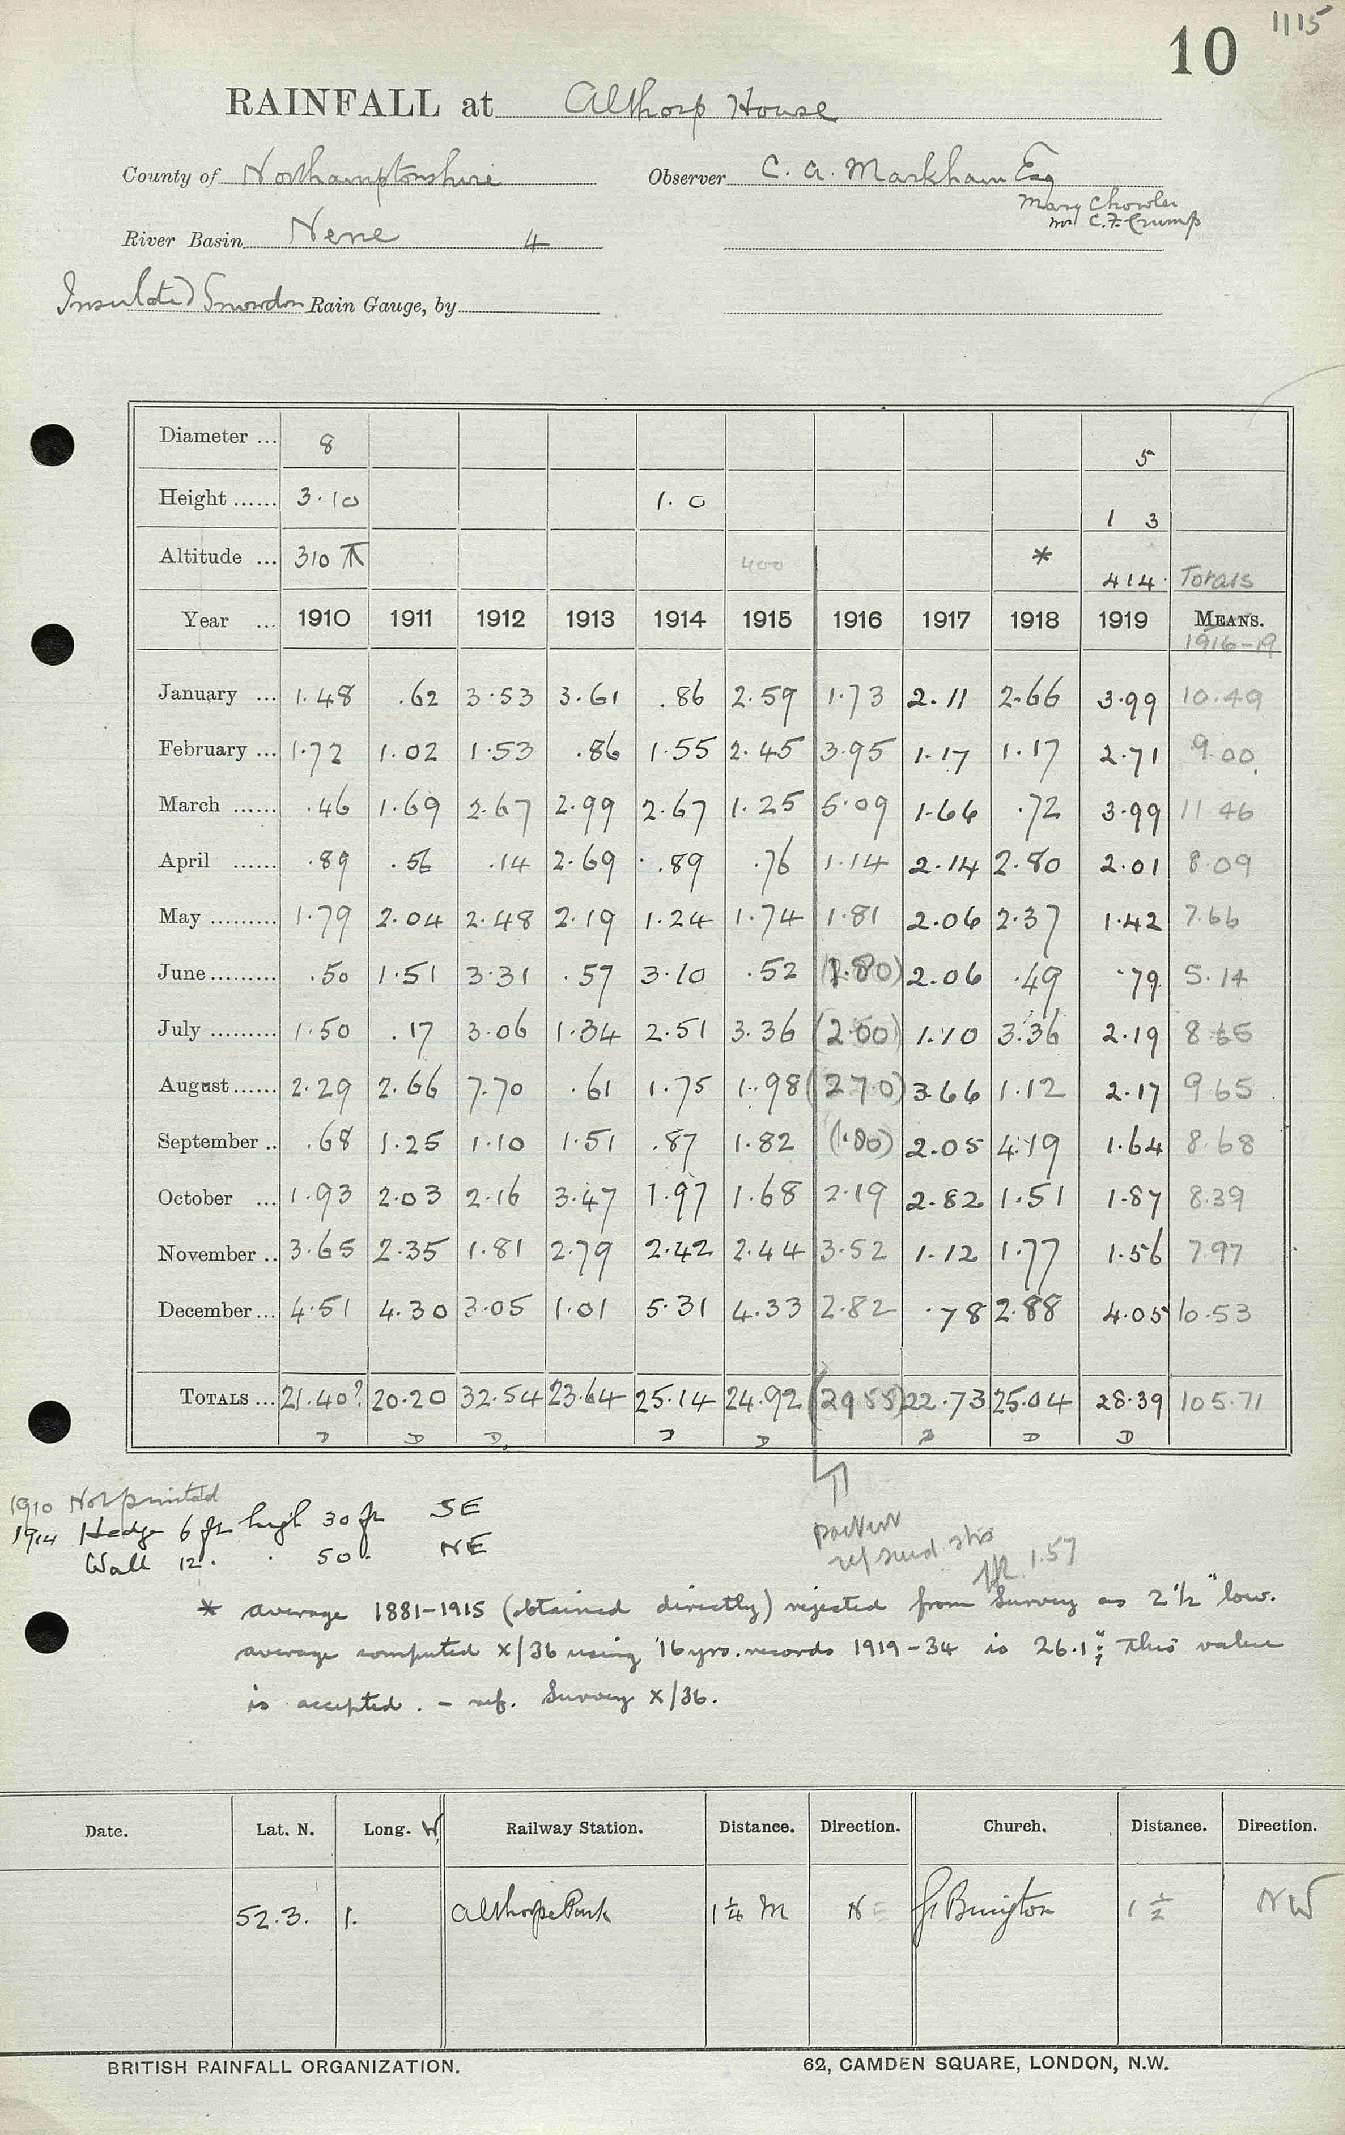 1115
10
RAINFALL at Althorp House
County of Northamptonshire Observer C. A. Markham Esq
Mary Chowler
Mr C. F. Crump
River Basin Nene 4
Insulated Snowdon Rain Gauge, by
Diameter ... 8 5
Height ...... 3.10 1.0 1 3
Altitude ... 310 400 * 414. Totals
Year ... 1910 1911 1912 1913 1914 1915 1916 1917 1918 1919 MEANS.
1916-19
January ... 1.48 .62 3.53 3.61 .86 2.59 1.73 2.11 2.66 3.99 10.49
February ... 1.72 1.02 1.53 .86 1.55 2.45 3.95 1.17 1.17 2.71 9.00
March ...... .46 1.69 2.67 2.99 2.67 1.25 5.09 1.66 .72 3.99 11.46
April ...... .89 .56 .14 2.69 .89 .76 1.14 2.14 2.80 2.01 8.09
May ......... 1.79 2.04 2.48 2.19 1.24 1.74 1.81 2.06 2.37 1.42 7.66
June ......... .50 1.51 3.31 .57 3.10 .52 (1.80) 2.06 .49 .79 5.14
July ......... 1.50 .17 3.06 1.34 2.51 3.36 (2.00) 1.10 3.36 2.19 8.65
August ...... 2.29 2.66 7.70 .61 1.75 1.98 (2.70) 3.66 1.12 2.17 9.65
September .. .68 1.25 1.10 1.51 .87 1.82 (1.80) 2.05 4.19 1.64 8.68
October ... 1.93 2.03 2.16 3.47 1.97 1.68 2.19 2.82 1.51 1.87 8.39
November .. 3.65 2.35 1.81 2.79 2.42 2.44 3.52 1.12 1.77 1.56 7.97
December ... 4.51 4.30 3.05 1.01 5.31 4.33 2.82 .78 2.88 4.05 10.53
TOTALS ... 21.40? 20.20 32.54 23.64 25.14 24.92 (29.55) 22.73 25.04 28.39 105.71
D D D D D D D D
1910 Not printed
1914 Hedge 6 ft high 30 ft SE
Wall 12 . . 50 . NE
1.57
* average 1881-1915 (obtained directly) rejected from Survey as 2 1/2" low.
average computed X/36 using 16 yrs. records 1919-34 is 26.1"; this value
is accepted. - ref. Survey X/36.
Date. Lat. N. Long. W. Railway Station. Distance. Direction. Church. Distance. Direction.
52.3. 1. Althorpe Park 1 1/4 M NE Gt Brington 1 1/2 NW
BRITISH RAINFALL ORGANIZATION. 62, CAMDEN SQUARE, LONDON, N.W.